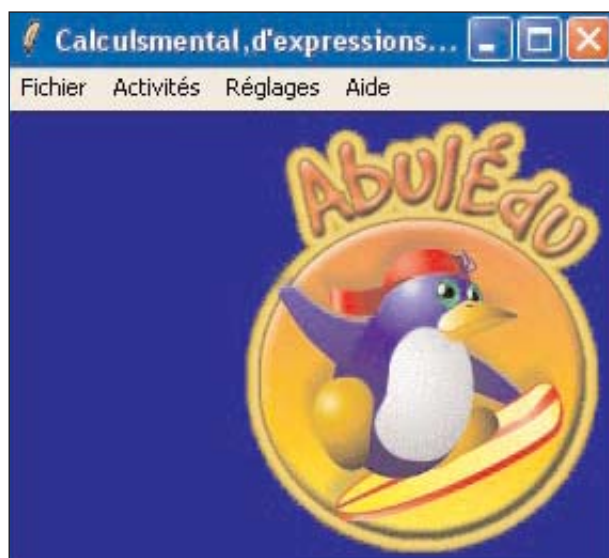 Calculsmental,d'expressions...
Fichier Activités Réglages Aide
AbulÉdu